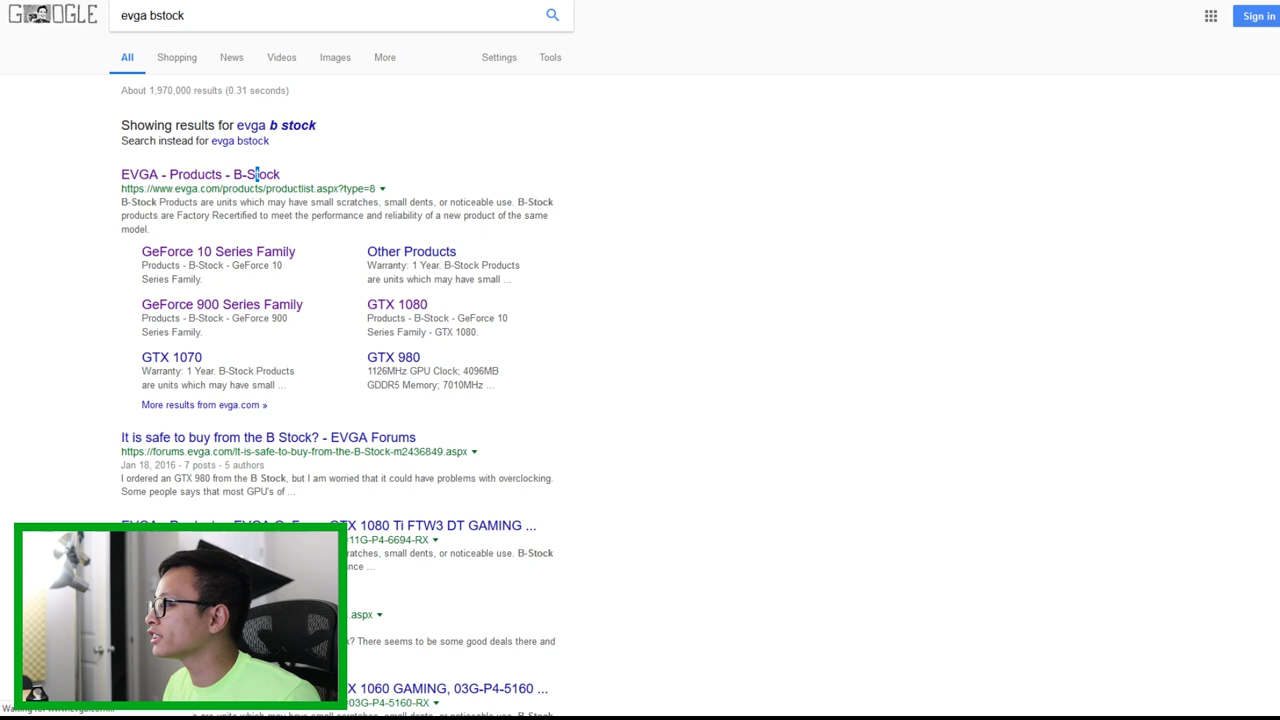 GOOGLE
evga bstock
Sign in
All Shopping News Videos Images More Settings Tools
About 1,970,000 results (0.31 seconds)
Showing results for evga b stock
Search instead for evga bstock
EVGA - Products - B-Stock
https://www.evga.com/products/productlist.aspx?type=8
B-Stock Products are units which may have small scratches, small dents, or noticeable use. B-Stock
products are Factory Recertified to meet the performance and reliability of a new product of the same
model.
GeForce 10 Series Family
Products - B-Stock - GeForce 10
Series Family.
Other Products
Warranty: 1 Year. B-Stock Products
are units which may have small ...
GeForce 900 Series Family
Products - B-Stock - GeForce 900
Series Family.
GTX 1080
Products - B-Stock - GeForce 10
Series Family - GTX 1080.
GTX 1070
Warranty: 1 Year. B-Stock Products
are units which may have small ...
GTX 980
1126MHz GPU Clock; 4096MB
GDDR5 Memory; 7010MHz ...
More results from evga.com »
It is safe to buy from the B Stock? - EVGA Forums
https://forums.evga.com/It-is-safe-to-buy-from-the-B-Stock-m2436849.aspx
Jan 18, 2016 - 7 posts - 5 authors
I ordered an GTX 980 from the B Stock, but I am worried that it could have problems with overclocking.
Some people says that most GPU's of ...
GTX 1080 Ti FTW3 DT GAMING ...
=11G-P4-6694-RX
ratches, small dents, or noticeable use. B-Stock
ance ...
.aspx
? There seems to be some good deals there and
X 1060 GAMING, 03G-P4-5160 ...
=03G-P4-5160-RX
s are units which may have small scratches, small dents, or noticeable use. B-Stock